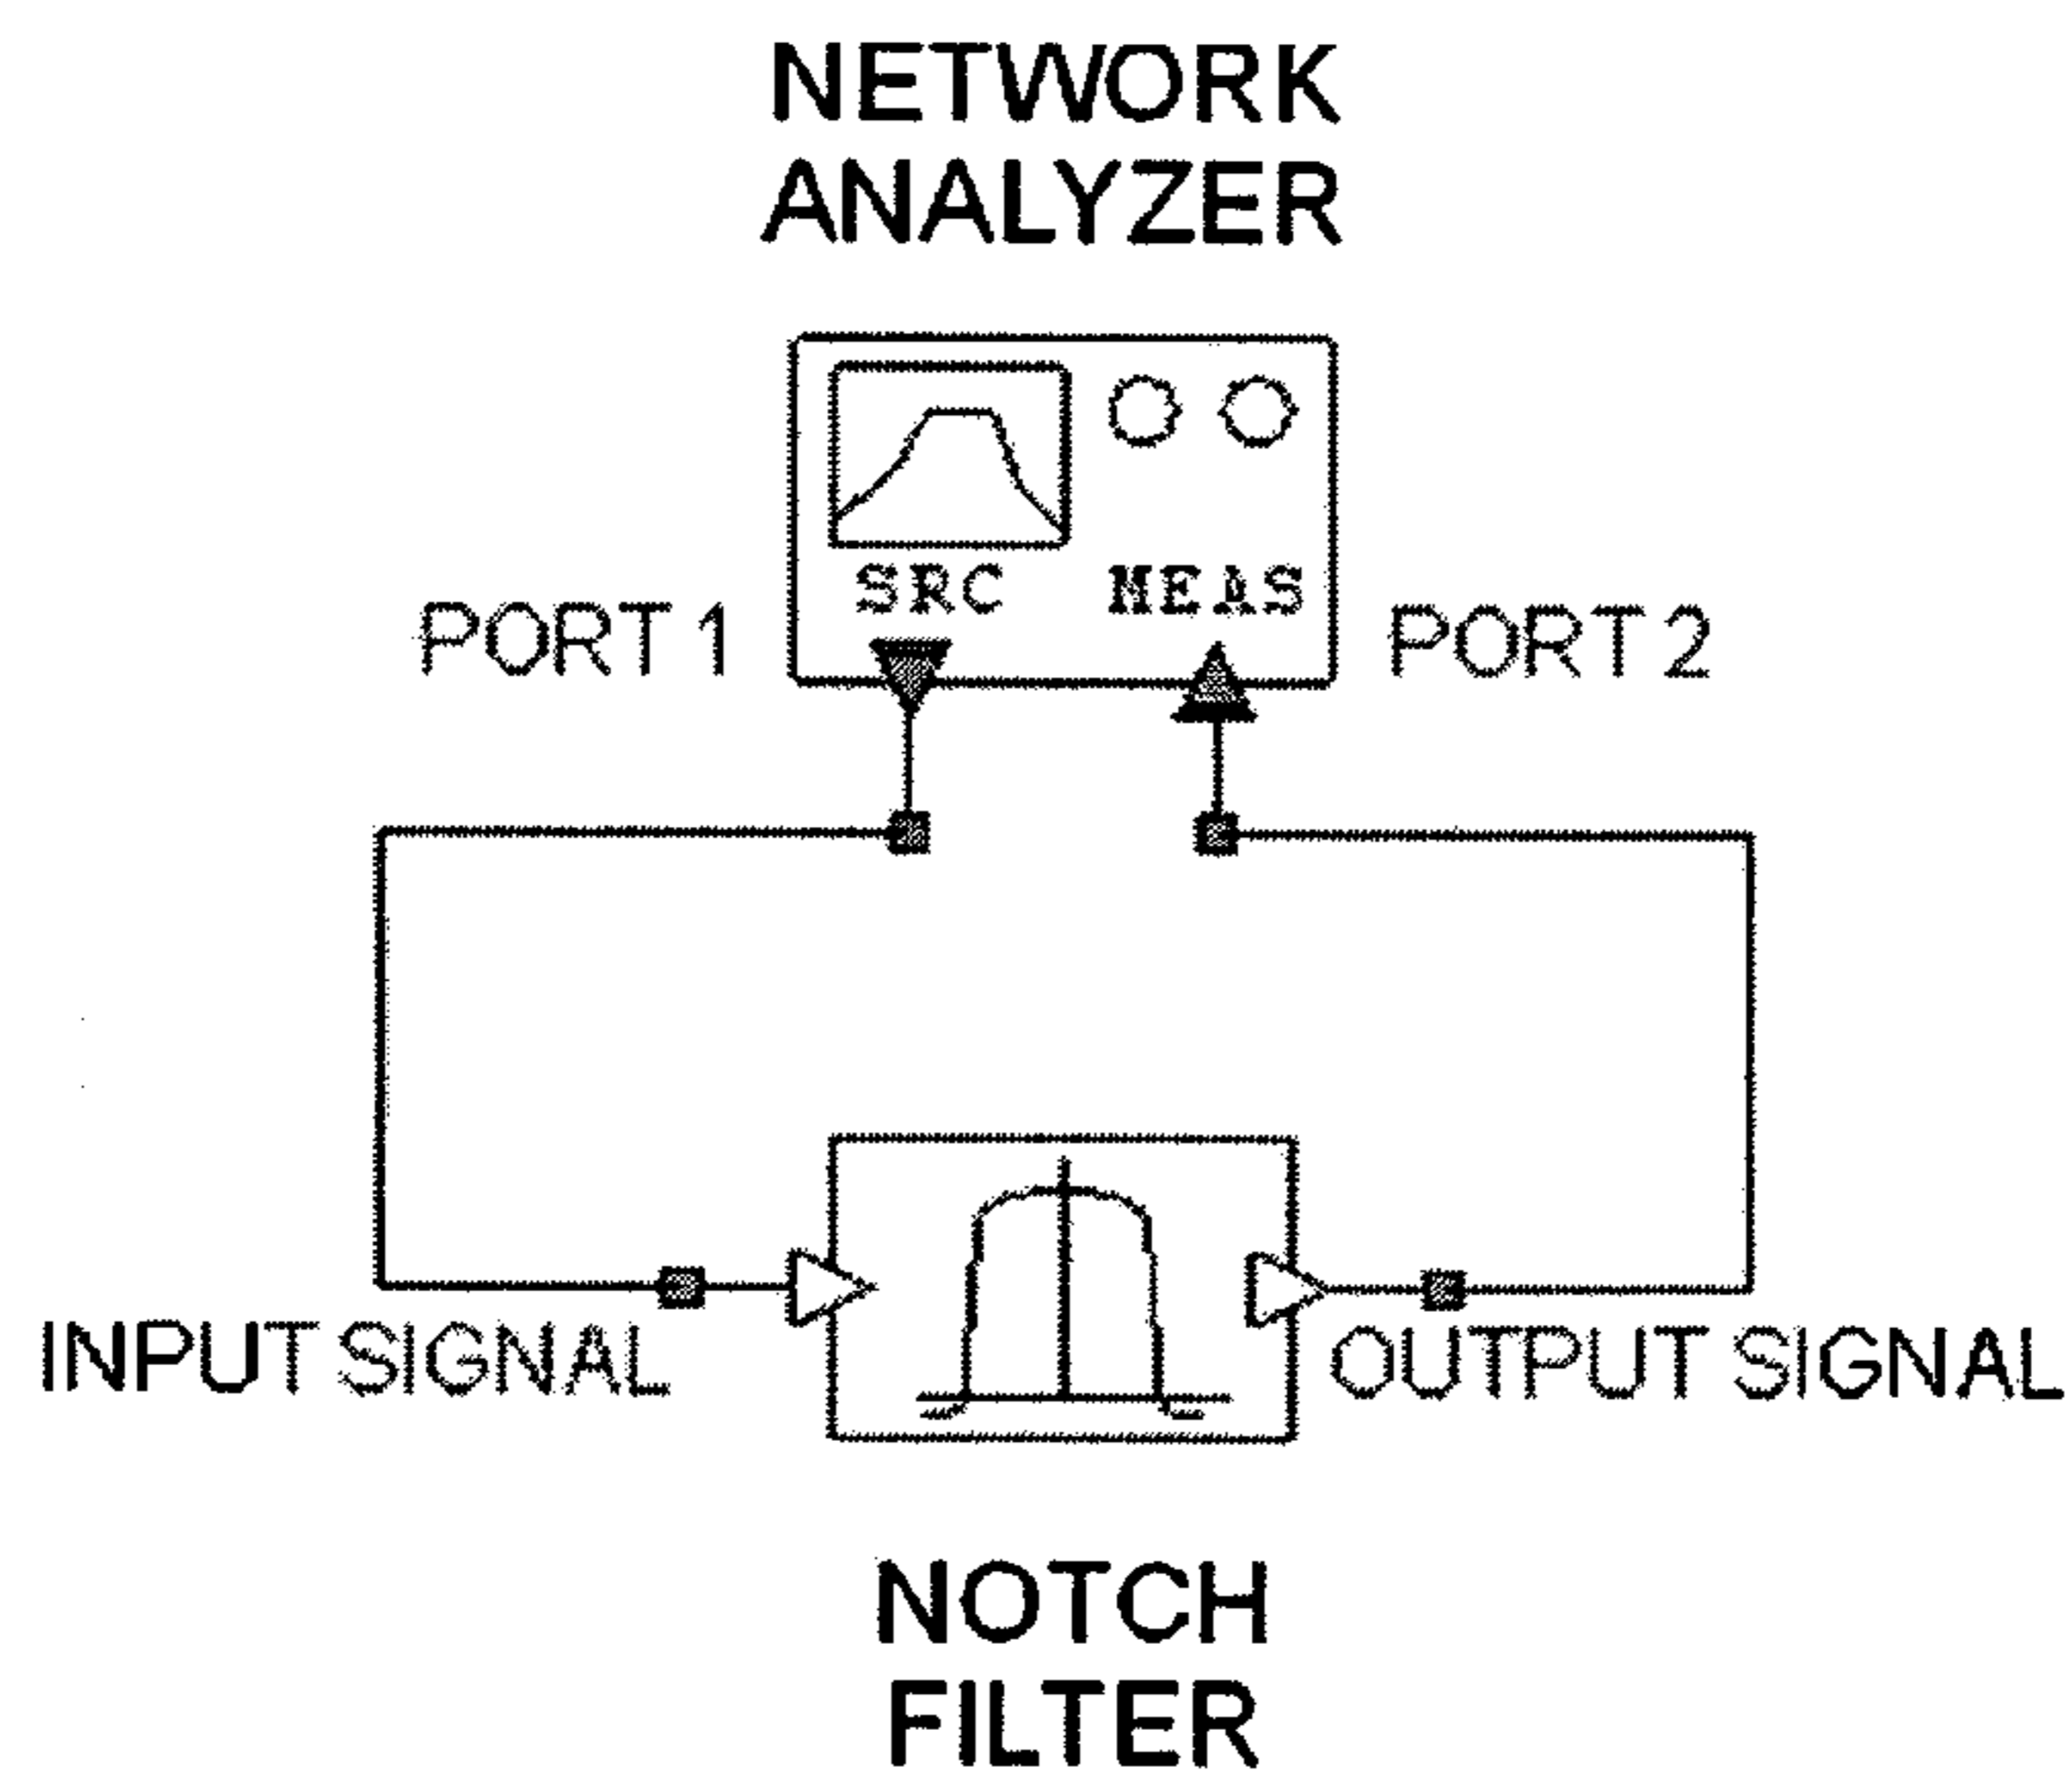 NETWORK
ANALYZER
SRC MEAS
PORT 1
PORT 2
INPUT SIGNAL
OUTPUT SIGNAL
NOTCH
FILTER